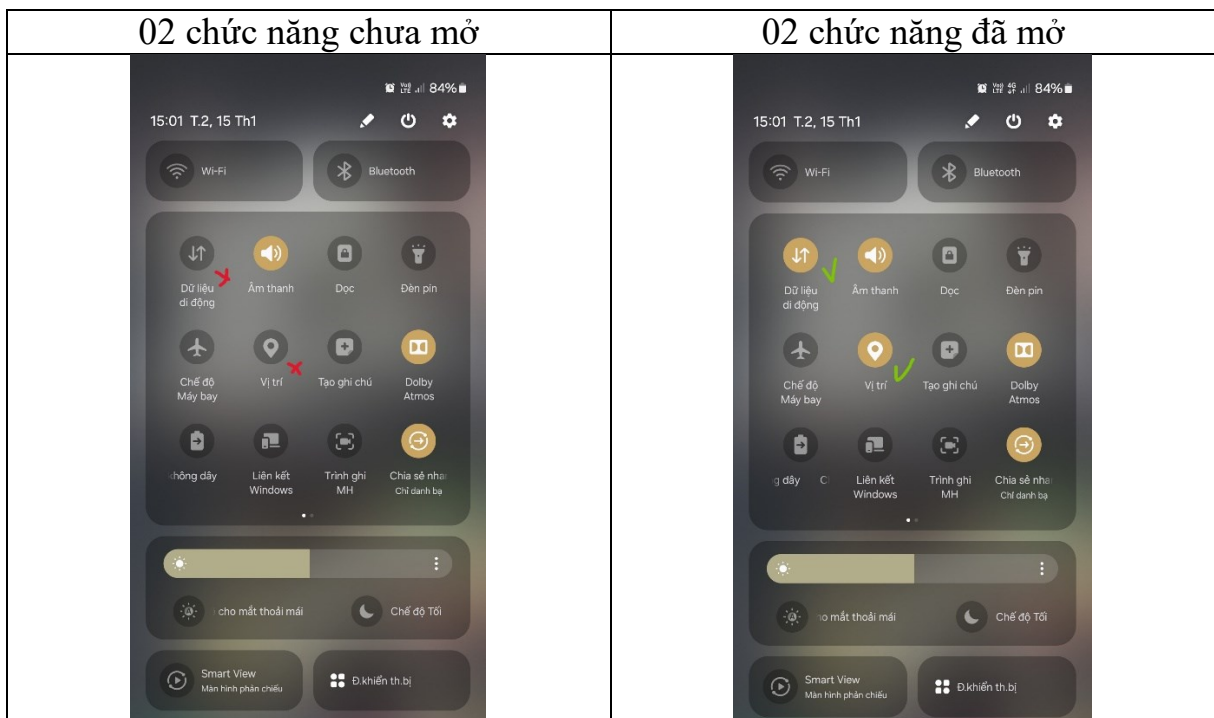 02 chức năng chưa mở
02 chức năng đã mở
VoD LTE 84%
15:01 T.2, 15 Th1
Wi-Fi
Bluetooth
Dữ liệu
di động
Âm thanh
Dọc
Đèn pin
Chế độ
Máy bay
Vị trí
Tạo ghi chú
Dolby
Atmos
không dây
Liên kết
Windows
Trình ghi
MH
Chia sẻ nha
Chỉ danh bạ
cho mắt thoải mái
Chế độ Tối
Smart View
Màn hình phản chiếu
Đ.khiển th.bị
LTE 4G 84%
15:01 T.2, 15 Th1
Wi-Fi
Bluetooth
Dữ liệu
di động
Âm thanh
Dọc
Đèn pin
Chế độ
Máy bay
Vị trí
Tạo ghi chú
Dolby
Atmos
g dây C
Liên kết
Windows
Trình ghi
MH
Chia sẻ nha
Chỉ danh bạ
ho mắt thoải mái
Chế độ Tối
Smart View
Màn hình phản chiếu
Đ.khiển th.bị